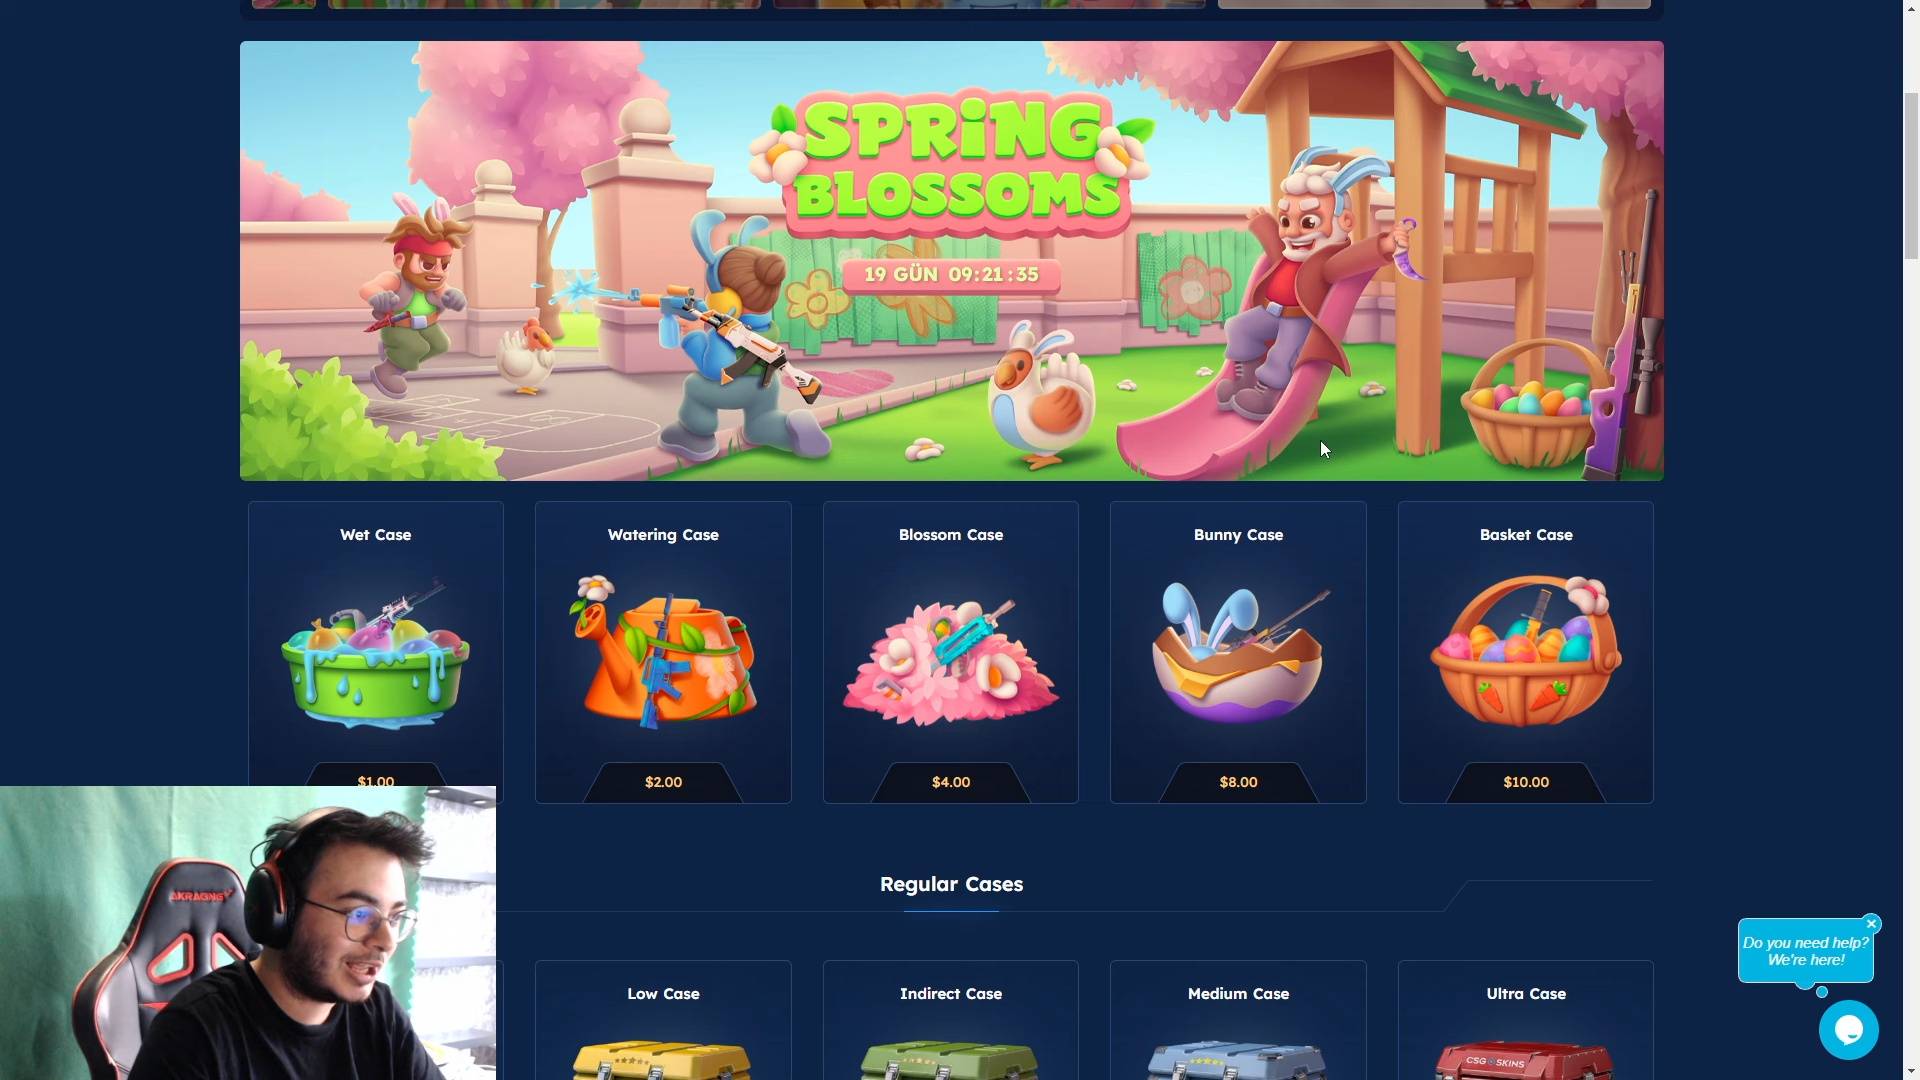 SPRING
BLOSSOMS
19 GÜN 09:21:35
Wet Case
Watering Case
Blossom Case
Bunny Case
Basket Case
$1.00
$2.00
$4.00
$8.00
$10.00
AKRACING
Regular Cases
Do you need help?
We're here!
Low Case
Indirect Case
Medium Case
Ultra Case
CSG SKINS